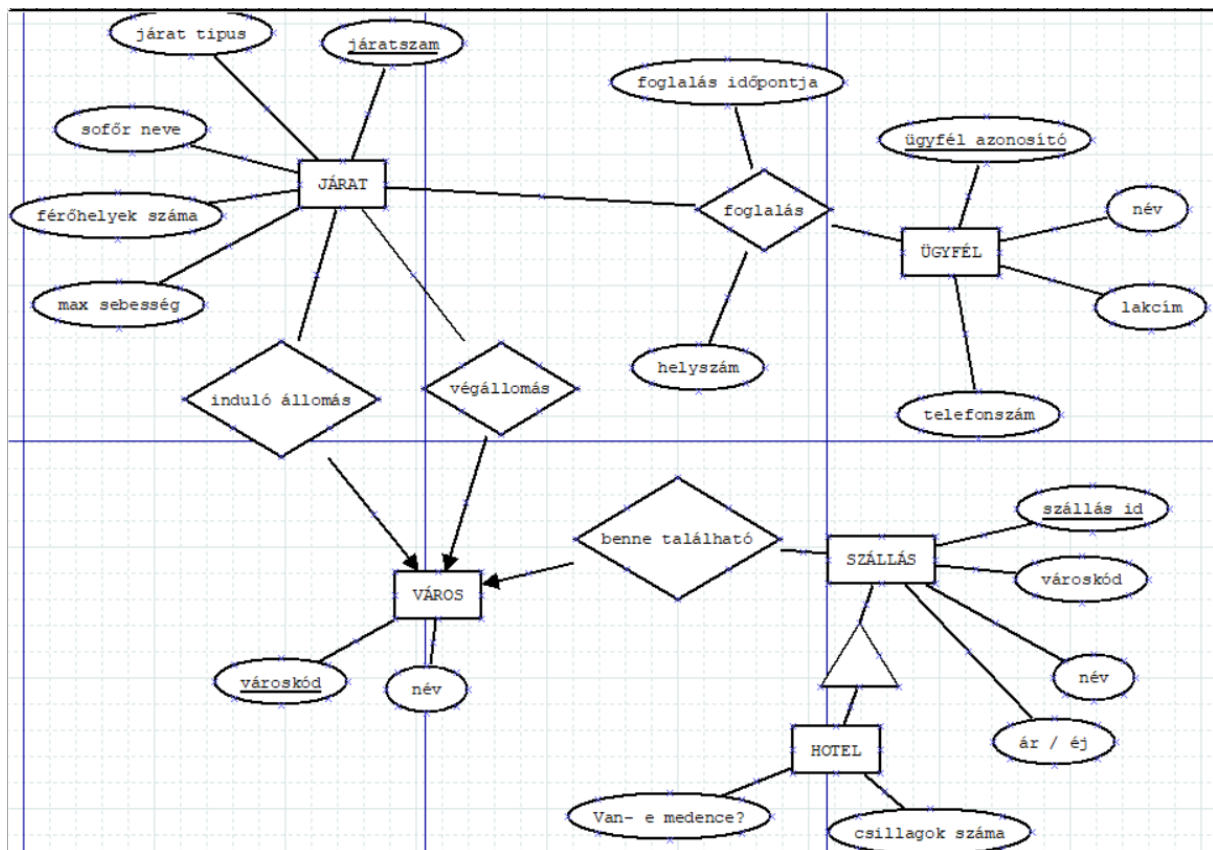 járat tipus
járatszam
foglalás időpontja
sofőr neve
ügyfél azonosító
JÁRAT
férőhelyek száma
foglalás
név
ÜGYFÉL
max sebesség
lakcím
helyszám
induló állomás
végállomás
telefonszám
szállás id
benne található
SZÁLLÁS
városkód
VÁROS
városkód
név
név
ár / éj
HOTEL
Van- e medence?
csillagok száma